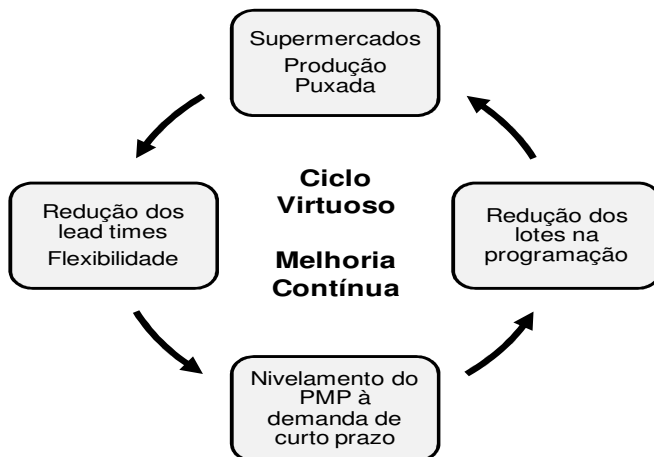 Supermercados
Produção
Puxada
Ciclo
Virtuoso
Melhoria
Contínua
Redução dos
lead times
Flexibilidade
Redução dos
lotes na
programação
Nivelamento do
PMP à
demanda de
curto prazo